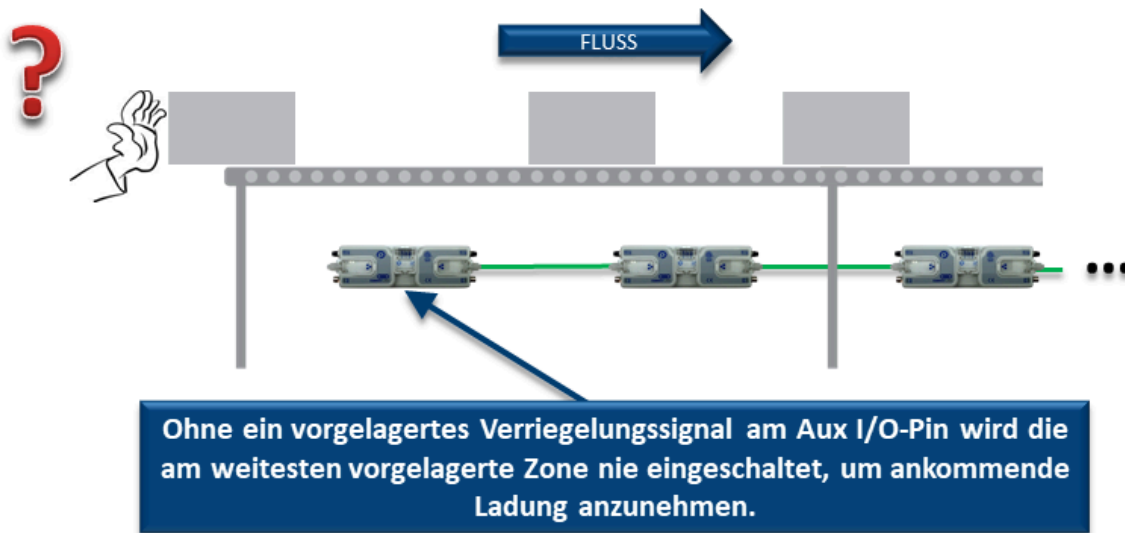 ?
FLUSS
Ohne ein vorgelagertes Verriegelungssignal am Aux I/O-Pin wird die
am weitesten vorgelagerte Zone nie eingeschaltet, um ankommende
Ladung anzunehmen.